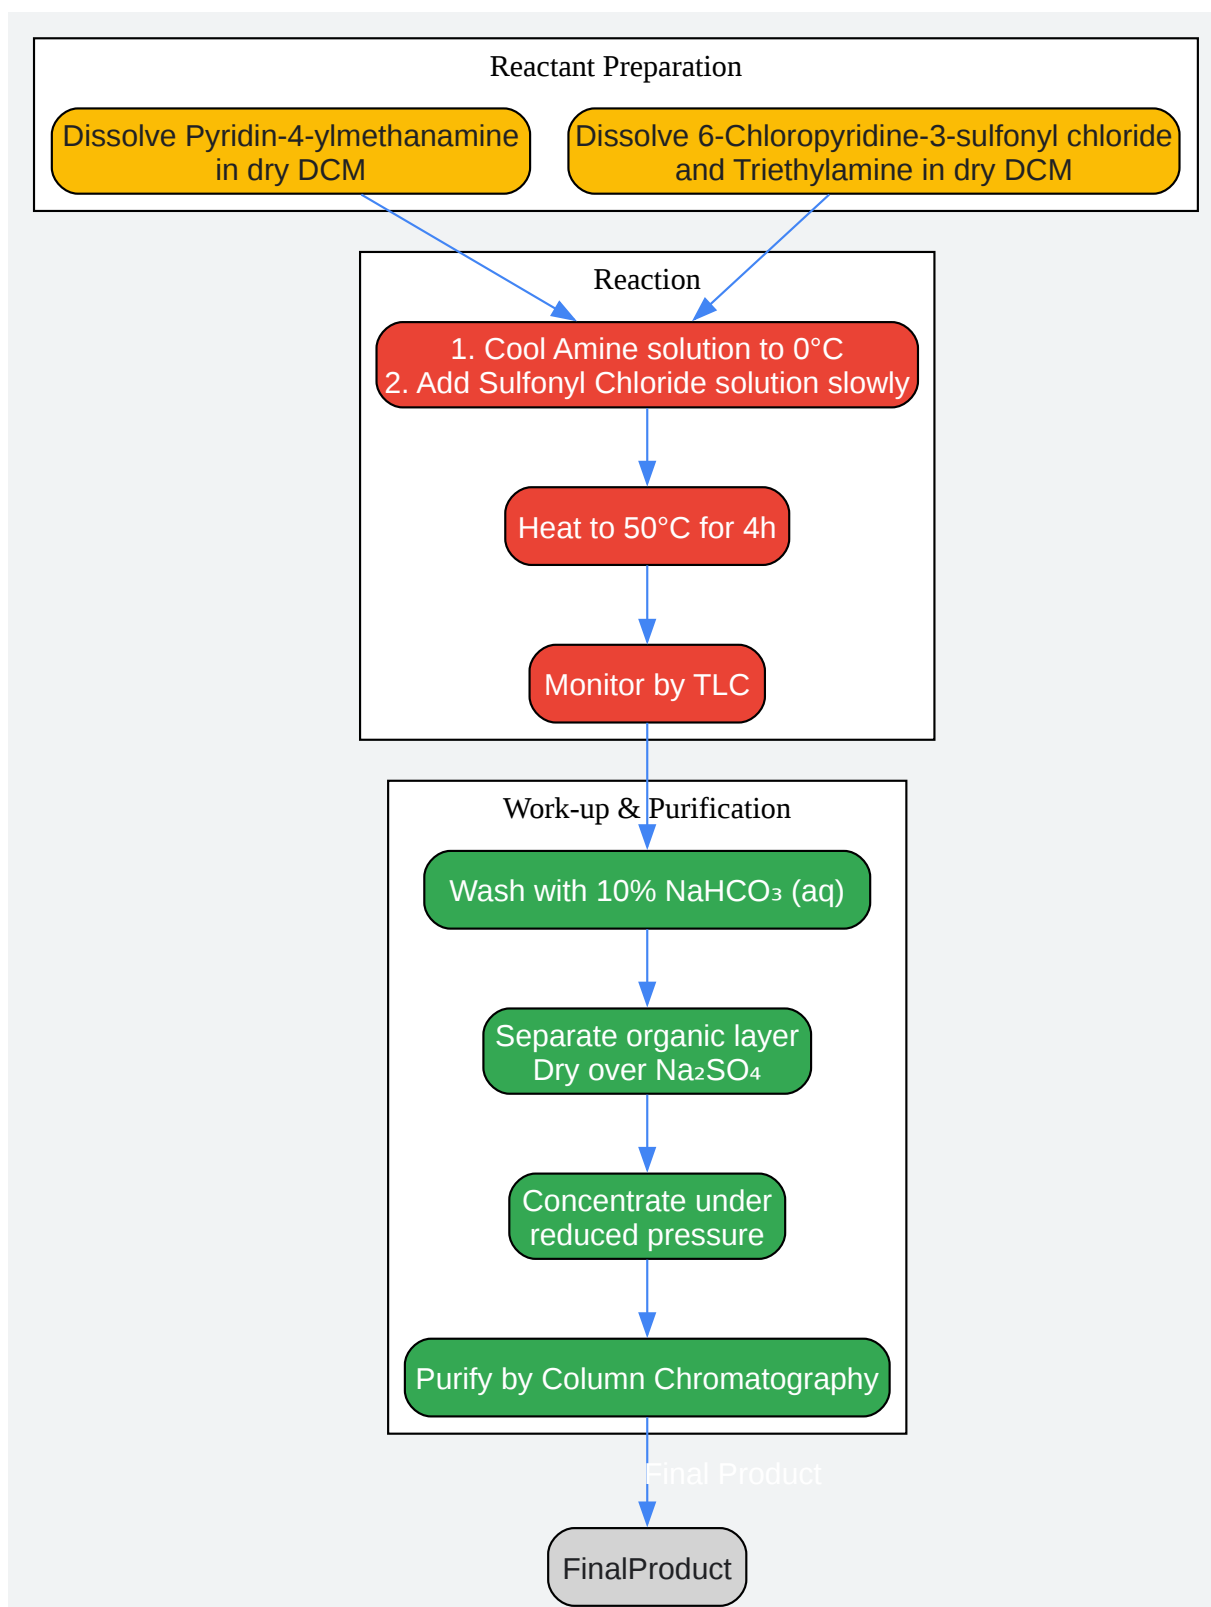 Reactant Preparation
Dissolve Pyridin-4-ylmethanamine
in dry DCM
Dissolve 6-Chloropyridine-3-sulfonyl chloride
and Triethylamine in dry DCM
Reaction
1. Cool Amine solution to 0°C
2. Add Sulfonyl Chloride solution slowly
Heat to 50°C for 4h
Monitor by TLC
Work-up & Purification
Wash with 10% NaHCO₃ (aq)
Separate organic layer
Dry over Na₂SO₄
Concentrate under
reduced pressure
Purify by Column Chromatography
Final Product
FinalProduct